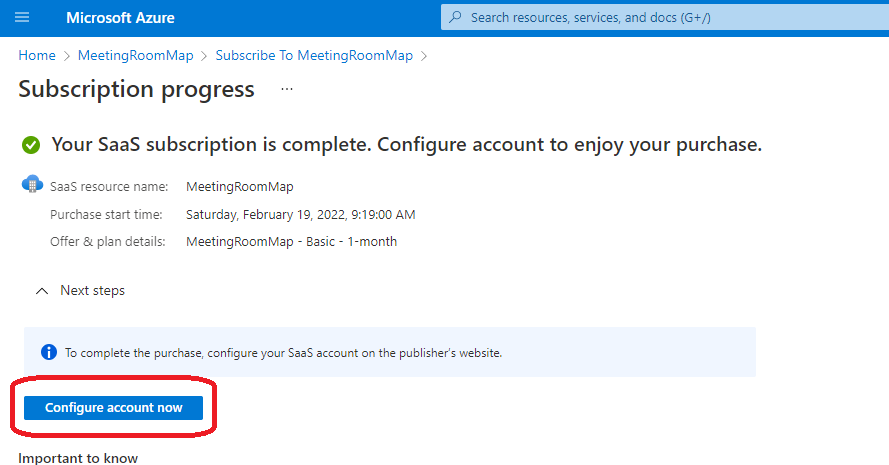 Microsoft Azure
Search resources, services, and docs (G+/)
Home > MeetingRoomMap > Subscribe To MeetingRoomMap >
Subscription progress ...
Your SaaS subscription is complete. Configure account to enjoy your purchase.
SaaS resource name: MeetingRoomMap
Purchase start time: Saturday, February 19, 2022, 9:19:00 AM
Offer & plan details: MeetingRoomMap - Basic - 1-month
Next steps
To complete the purchase, configure your SaaS account on the publisher's website.
Configure account now
Important to know